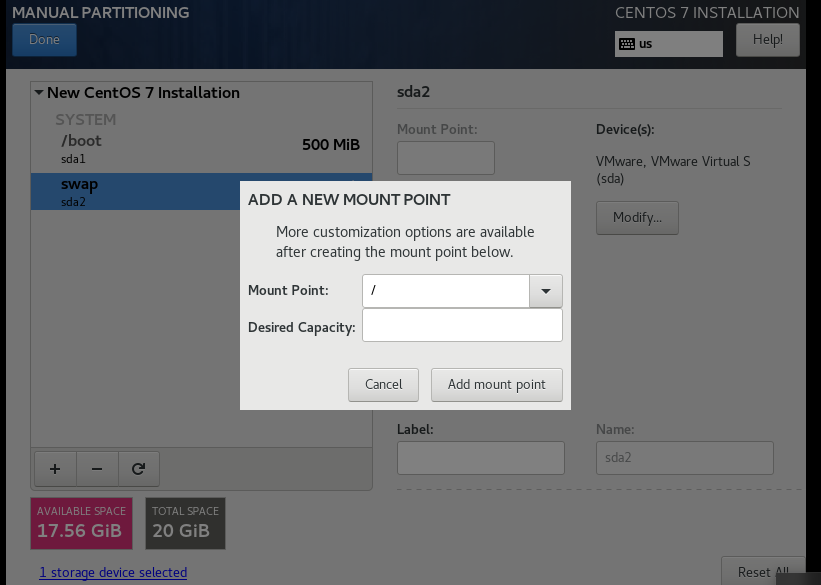 MANUAL PARTITIONING
CENTOS 7 INSTALLATION
Done
us
Help!
New CentOS 7 Installation
SYSTEM
/boot
500 MiB
sda1
swap
sda2
sda2
Mount Point:
Device(s):
VMware, VMware Virtual S
(sda)
Modify...
ADD A NEW MOUNT POINT
More customization options are available
after creating the mount point below.
Mount Point:
/
Desired Capacity:
Cancel
Add mount point
Label:
Name:
sda2
AVAILABLE SPACE
17.56 GiB
TOTAL SPACE
20 GiB
1 storage device selected
Reset All